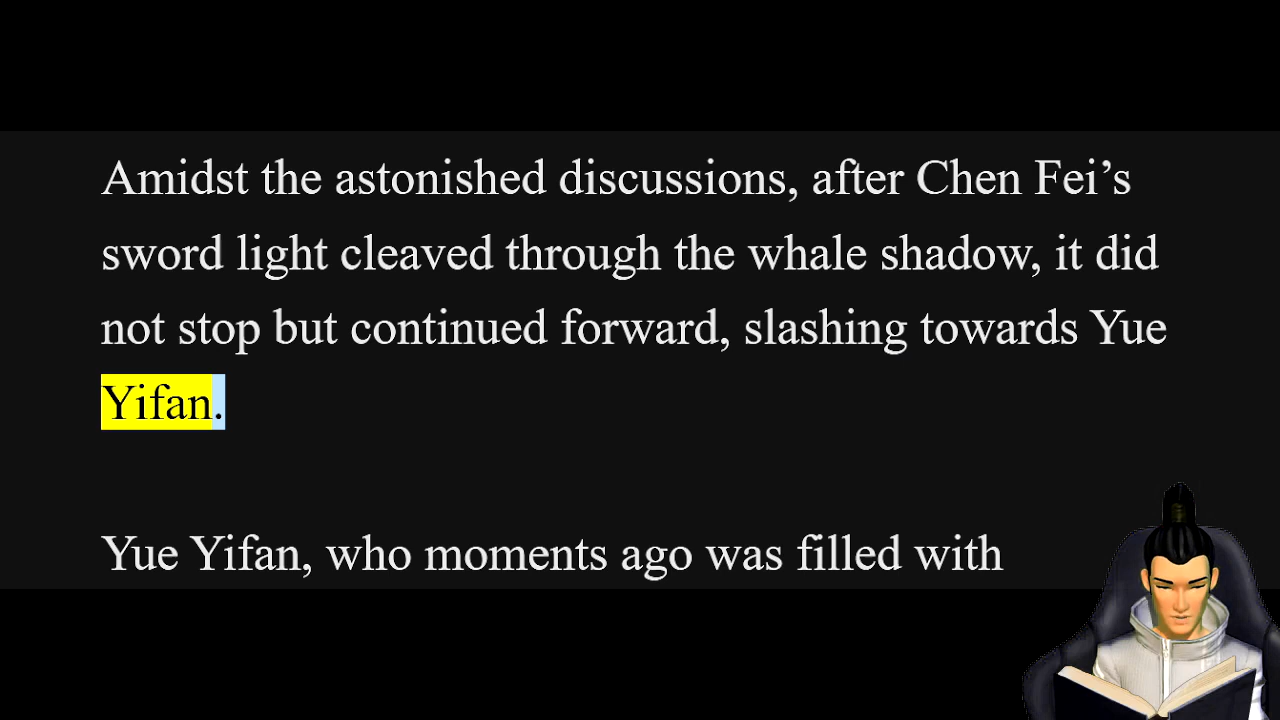 Amidst the astonished discussions, after Chen Fei’s
sword light cleaved through the whale shadow, it did
not stop but continued forward, slashing towards Yue
Yifan.
Yue Yifan, who moments ago was filled with